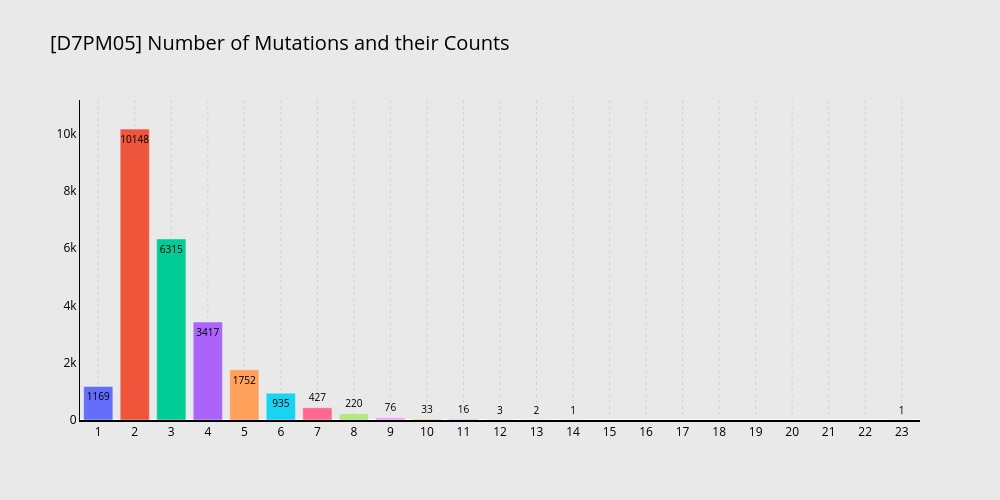 [D7PM05] Number of Mutations and their Counts
10k
8k
6k
4k
2k
0
1169
10148
6315
3417
1752
935
427
220
76
33
16
3
2
1
1
1 2 3 4 5 6 7 8 9 10 11 12 13 14 15 16 17 18 19 20 21 22 23